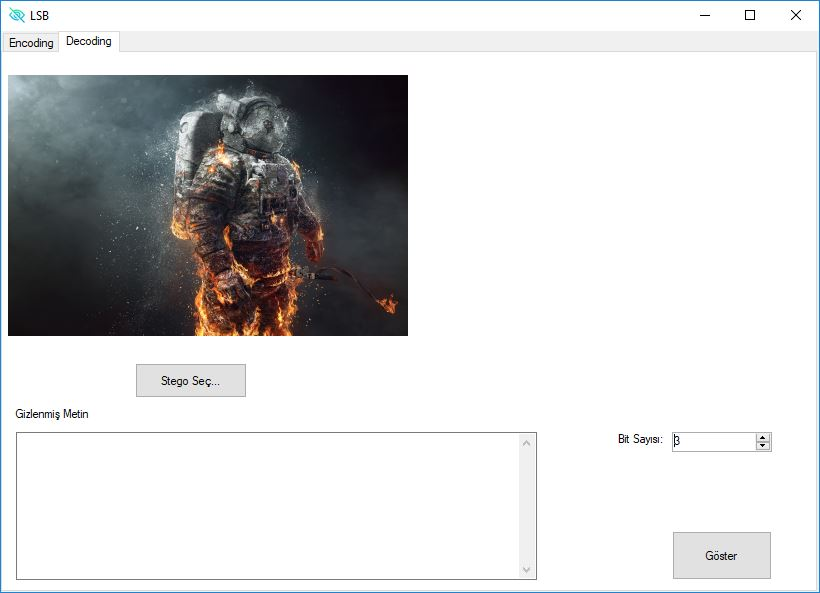 LSB
Encoding Decoding
Stego Seç...
Gizlenmiş Metin
Bit Sayısı: 3
Göster